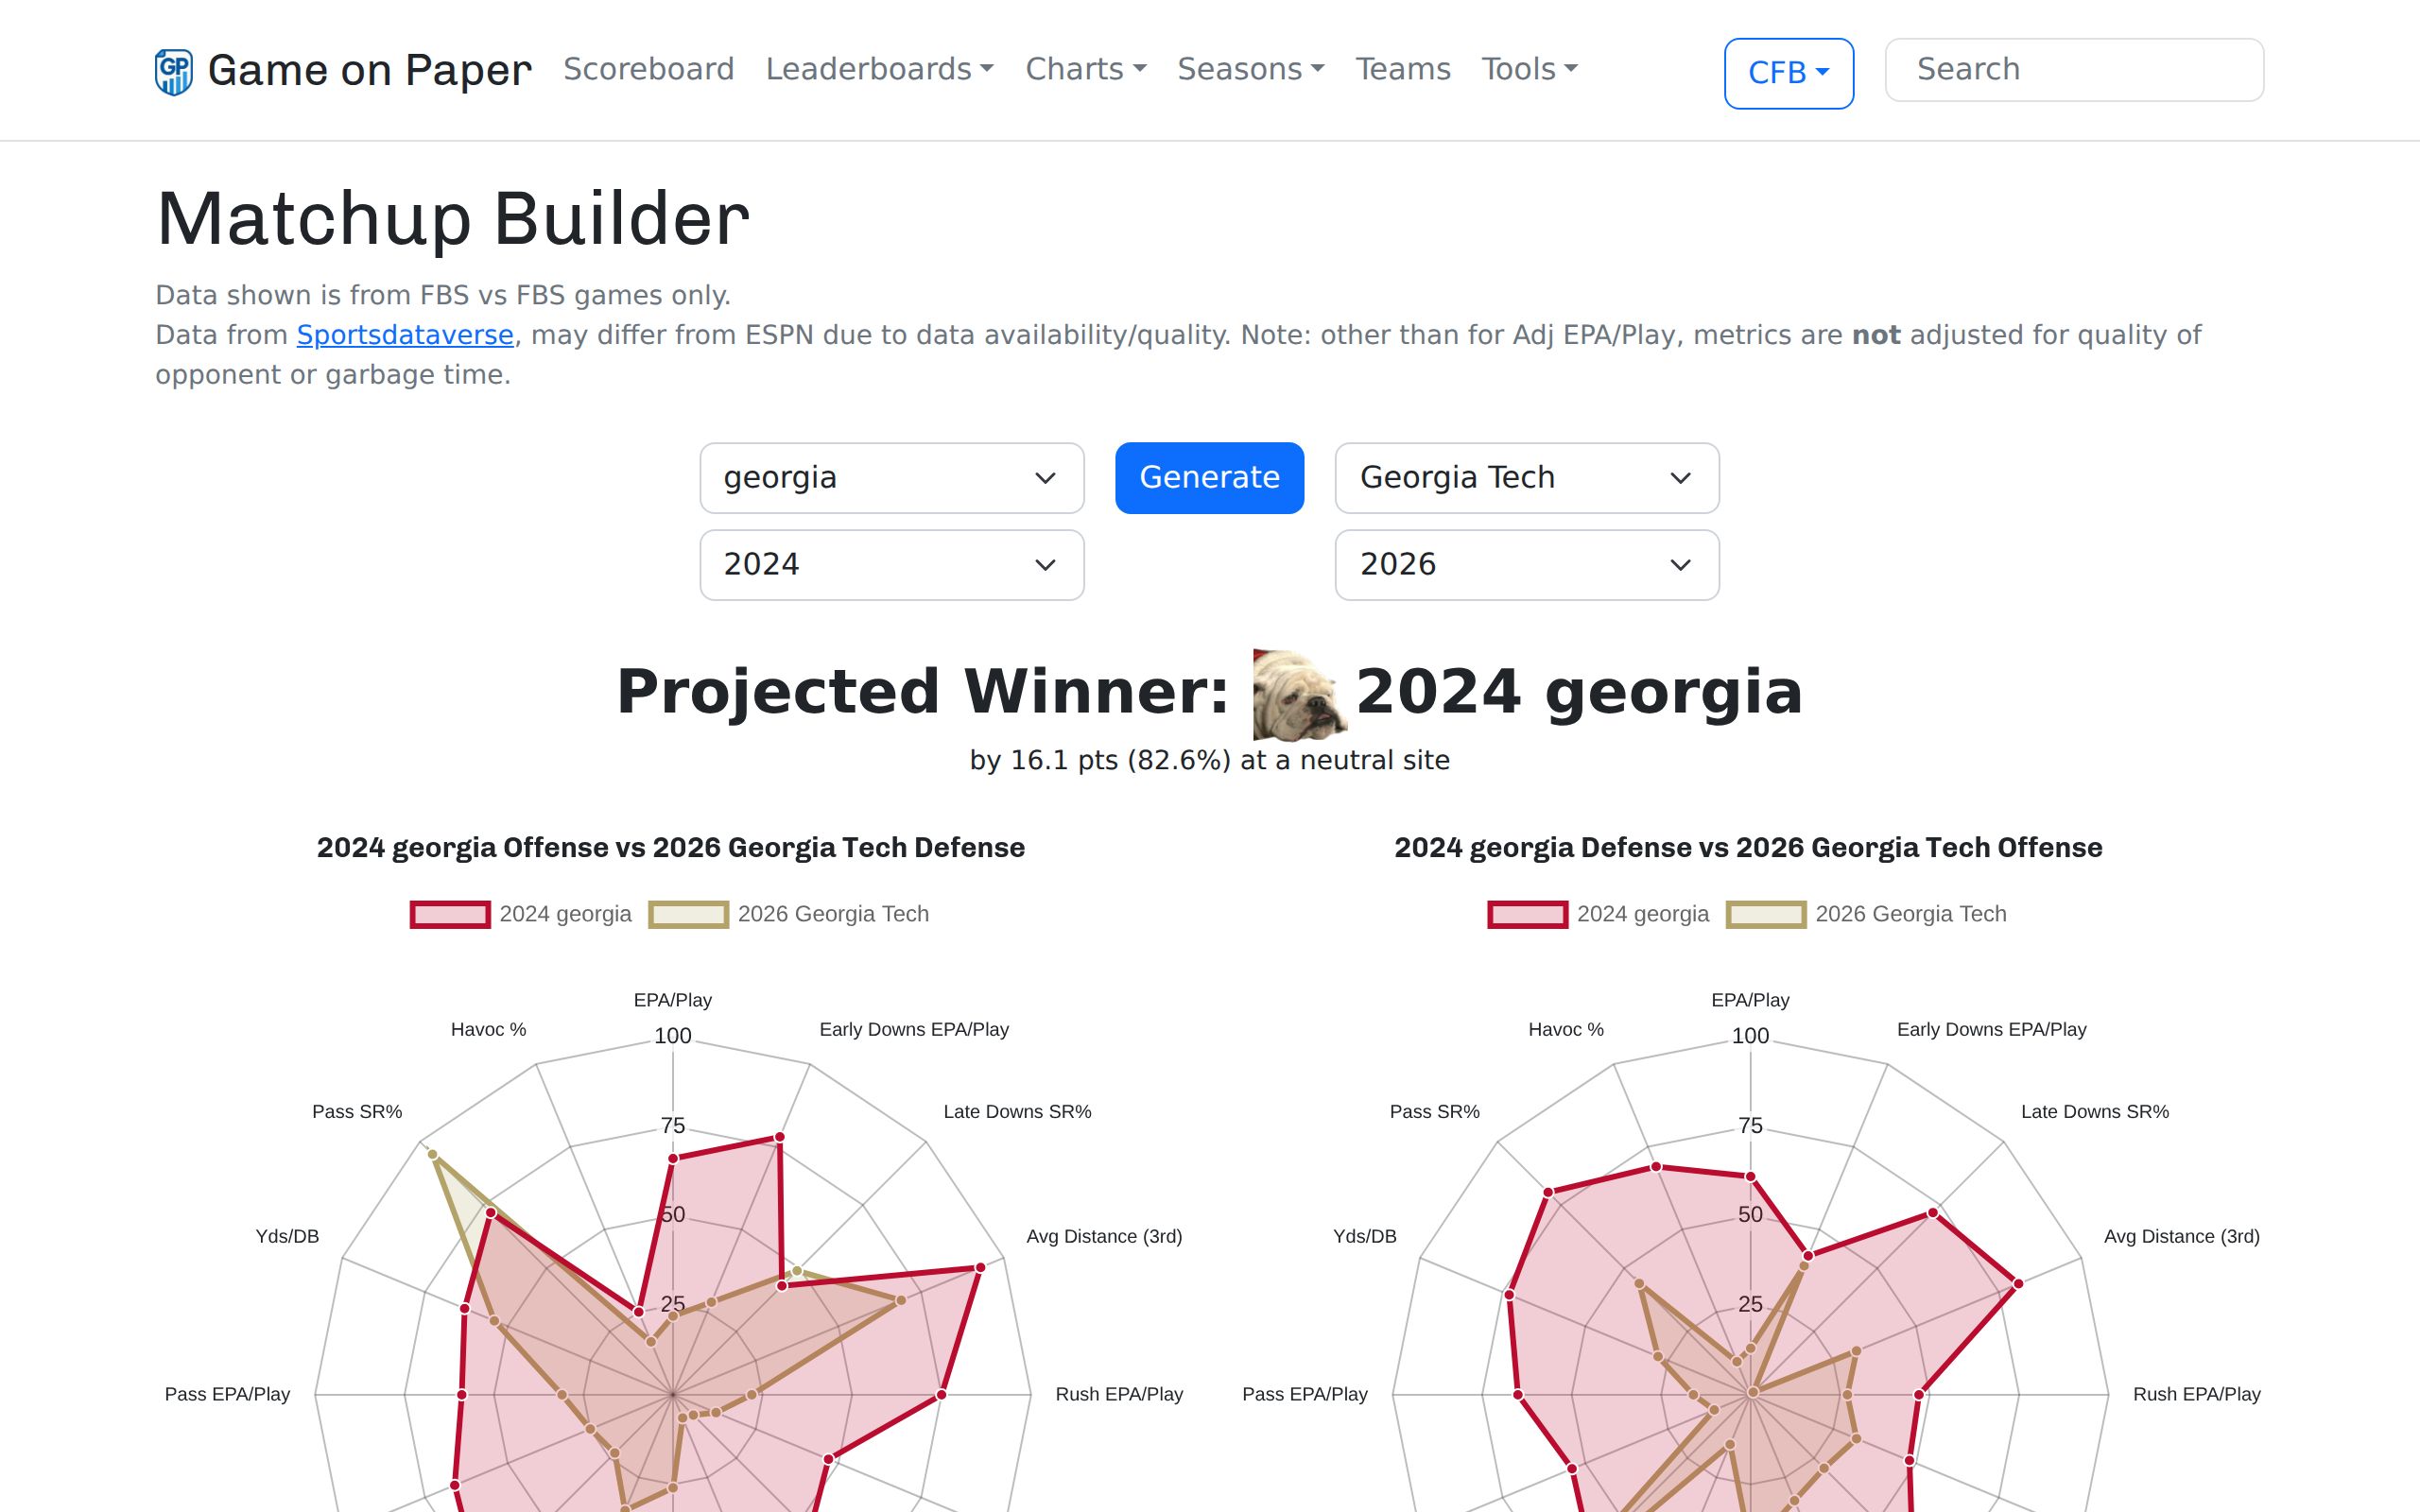 GP Game on Paper Scoreboard Leaderboards Charts Seasons Teams Tools CFB Search
Matchup Builder
Data shown is from FBS vs FBS games only.
Data from Sportsdataverse, may differ from ESPN due to data availability/quality. Note: other than for Adj EPA/Play, metrics are not adjusted for quality of
opponent or garbage time.
georgia Generate Georgia Tech
2024 2026
Projected Winner: 2024 georgia
by 16.1 pts (82.6%) at a neutral site
2024 georgia Offense vs 2026 Georgia Tech Defense
2024 georgia 2026 Georgia Tech
EPA/Play
Havoc % Early Downs EPA/Play
100
Pass SR% Late Downs SR%
75
50
Yds/DB Avg Distance (3rd)
25
Pass EPA/Play Rush EPA/Play
2024 georgia Defense vs 2026 Georgia Tech Offense
2024 georgia 2026 Georgia Tech
EPA/Play
Havoc % Early Downs EPA/Play
100
Pass SR% Late Downs SR%
75
50
Yds/DB Avg Distance (3rd)
25
Pass EPA/Play Rush EPA/Play